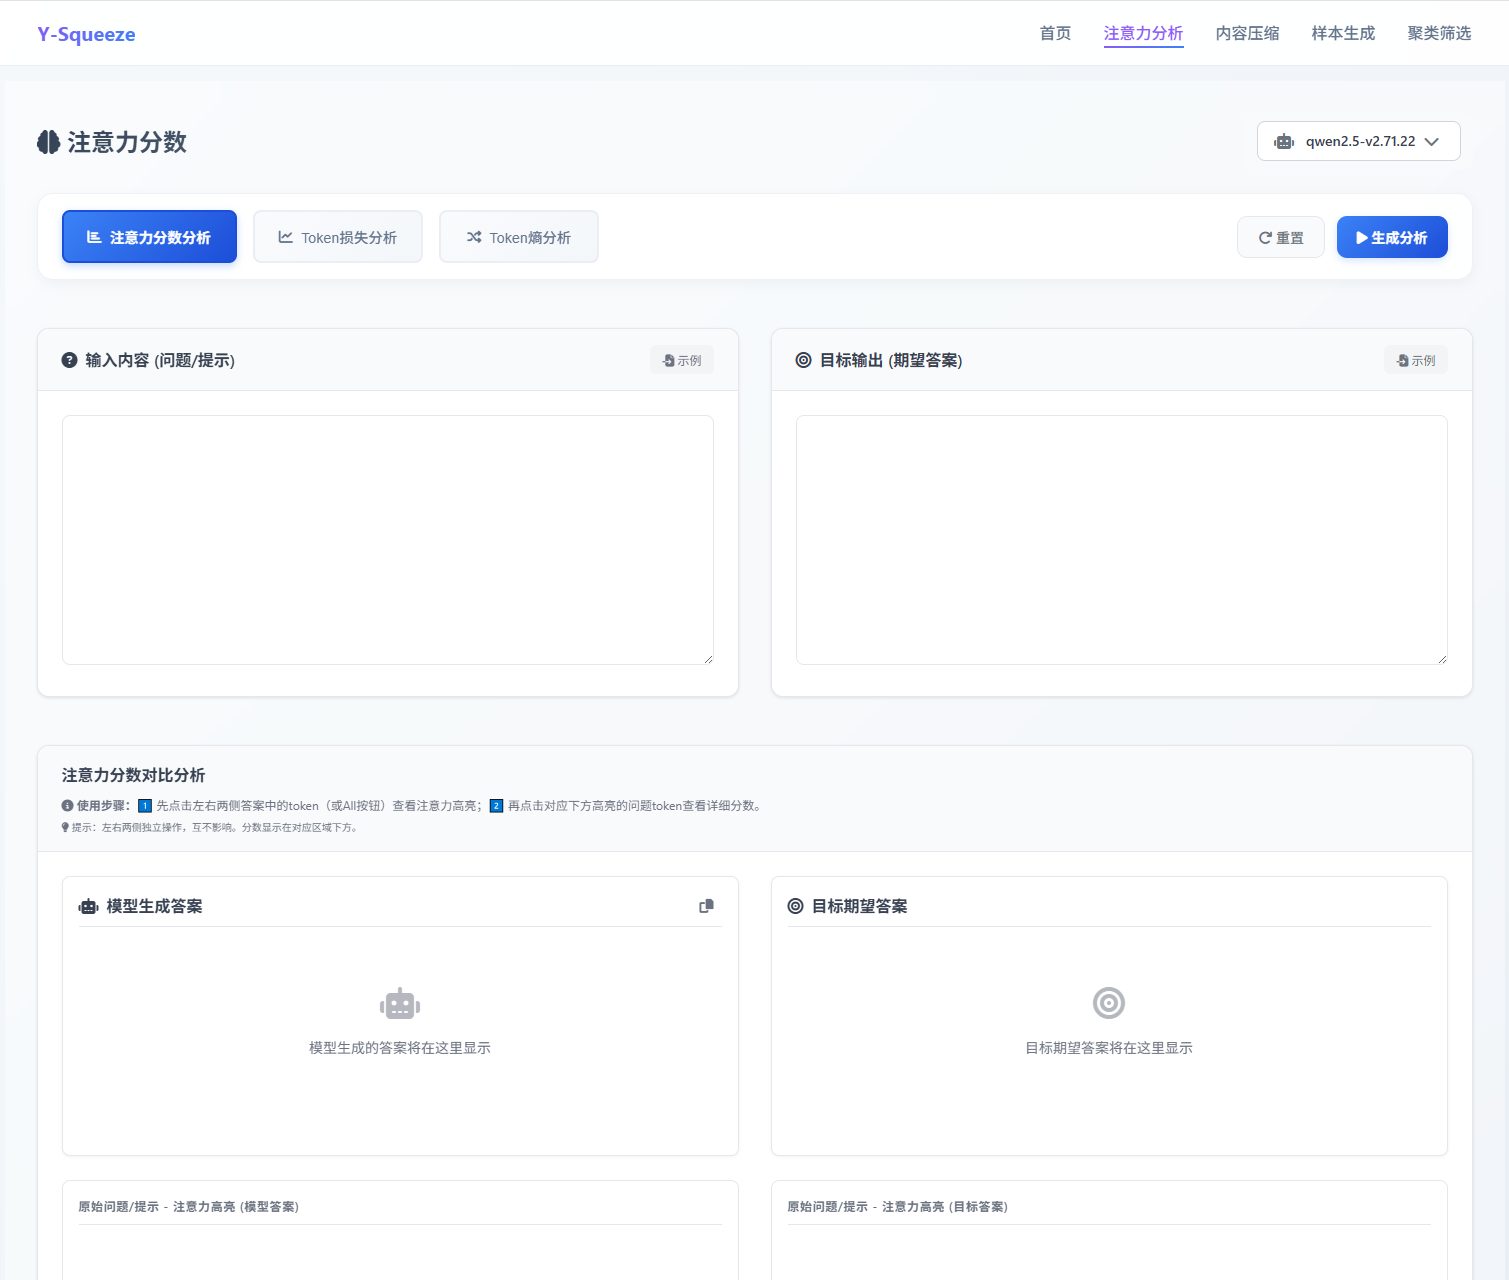 Y-Squeeze
首页 注意力分析 内容压缩 样本生成 聚类筛选
注意力分数
qwen2.5-v2.71.22
注意力分数分析 Token损失分析 Token熵分析 重置 生成分析
输入内容 (问题/提示) 示例
目标输出 (期望答案) 示例
注意力分数对比分析
使用步骤： 1 先点击左右两侧答案中的token（或All按钮）查看注意力高亮； 2 再点击对应下方高亮的问题token查看详细分数。
提示：左右两侧独立操作，互不影响。分数显示在对应区域下方。
模型生成答案
模型生成的答案将在这里显示
目标期望答案
目标期望答案将在这里显示
原始问题/提示 - 注意力高亮 (模型答案)
原始问题/提示 - 注意力高亮 (目标答案)